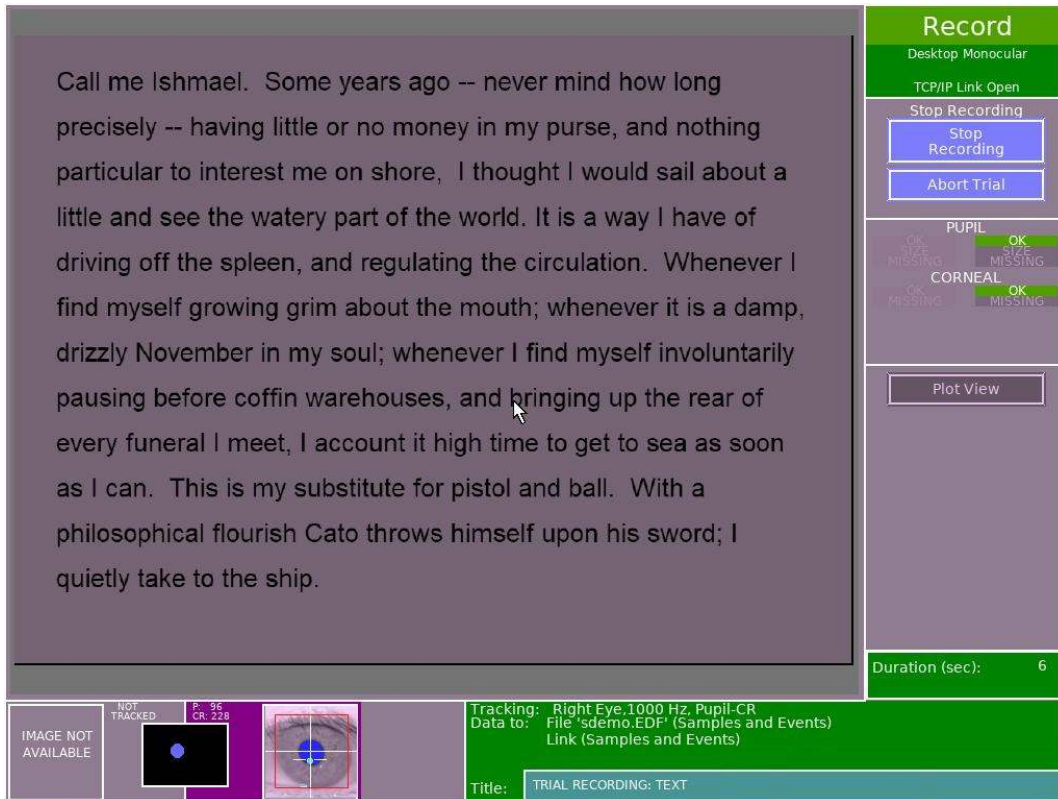 Call me Ishmael.  Some years ago -- never mind how long
precisely -- having little or no money in my purse, and nothing
particular to interest me on shore,  I thought I would sail about a
little and see the watery part of the world. It is a way I have of
driving off the spleen, and regulating the circulation.  Whenever I
find myself growing grim about the mouth; whenever it is a damp,
drizzly November in my soul; whenever I find myself involuntarily
pausing before coffin warehouses, and bringing up the rear of
every funeral I meet, I account it high time to get to sea as soon
as I can.  This is my substitute for pistol and ball.  With a
philosophical flourish Cato throws himself upon his sword; I
quietly take to the ship.
Record
Desktop Monocular
TCP/IP Link Open
Stop Recording
Stop
Recording
Abort Trial
PUPIL
OK OK
SIZE SIZE
MISSING MISSING
CORNEAL
OK OK
MISSING MISSING
Plot View
Duration (sec): 6
IMAGE NOT
AVAILABLE
NOT
TRACKED
P: 96
CR: 228
Tracking: Right Eye,1000 Hz, Pupil-CR
Data to: File 'sdemo.EDF' (Samples and Events)
Link (Samples and Events)
Title: TRIAL RECORDING: TEXT